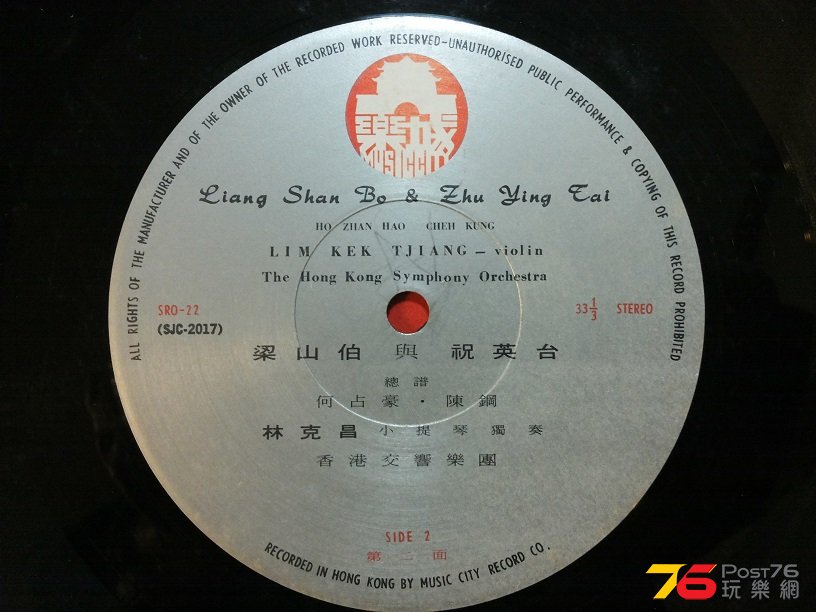 ALL RIGHTS OF THE MANUFACTURER AND OF THE OWNER OF THE RECORDED WORK RESERVED-UNAUTHORISED PUBLIC PERFORMANCE & COPYING OF THIS RECORD PROHIBITED
樂城
MUSICCITY
Liang Shan Bo & Zhu Ying Tai
HO ZHAN HAO CHEH KUNG
LIM KEK TJIANG – violin
The Hong Kong Symphony Orchestra
SRO-22 33 1/3 STEREO
(SJC-2017)
梁山伯 與 祝英台
總譜
何占豪・陳鋼
林克昌 小提琴獨奏
香港交響樂團
SIDE 2
第二面
RECORDED IN HONG KONG BY MUSIC CITY RECORD CO.
76 Post76
玩樂網